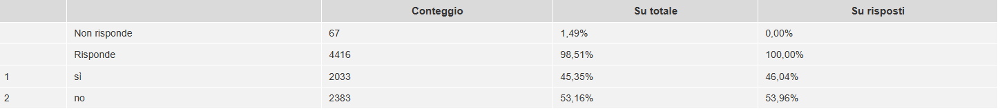 Conteggio Su totale Su risposti
Non risponde 67 1,49% 0,00%
Risponde 4416 98,51% 100,00%
1 sì 2033 45,35% 46,04%
2 no 2383 53,16% 53,96%